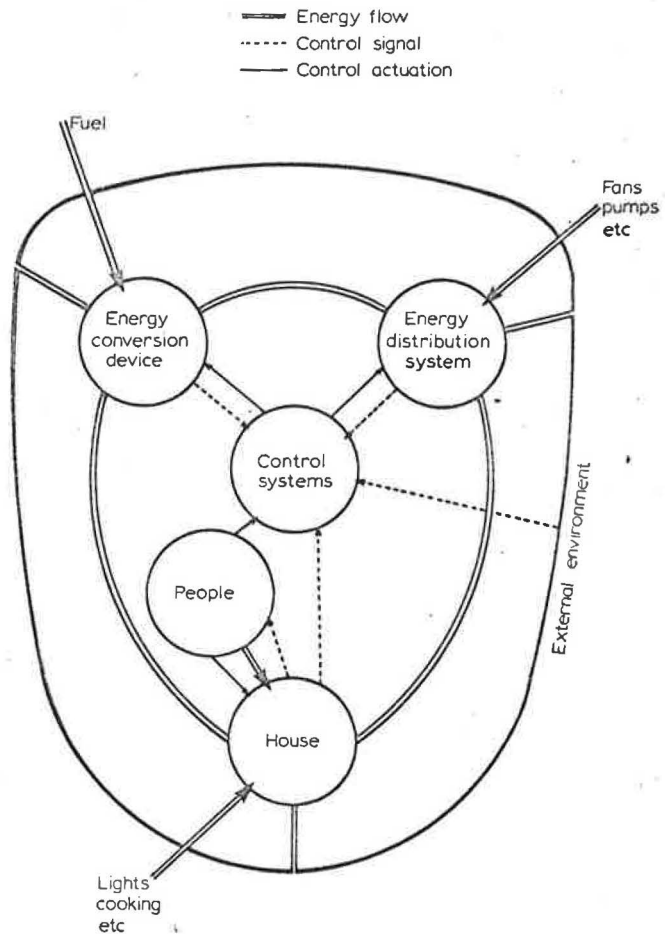 Energy flow
Control signal
Control actuation
Fuel
Fans
pumps
etc
Energy
conversion
device
Energy
distribution
system
Control
systems
External environment
People
House
Lights
cooking
etc